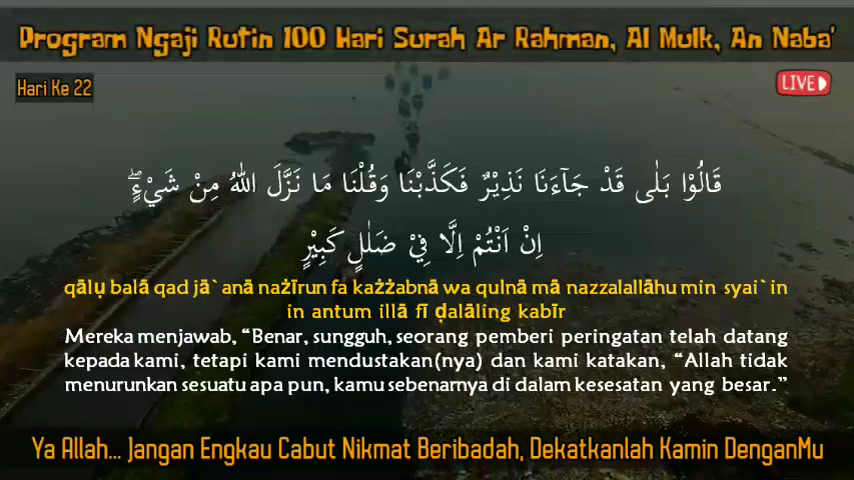 Program Ngaji Rutin 100 Hari Surah Ar Rahman, Al Mulk, An Naba'
Hari Ke 22
LIVE
قَالُوْا بَلٰى قَدْ جَاۤءَنَا نَذِيْرٌ فَكَذَّبْنَا وَقُلْنَا مَا نَزَّلَ اللّٰهُ مِنْ شَيْءٍۖ
اِنْ اَنْتُمْ اِلَّا فِيْ ضَلٰلٍ كَبِيْرٍ
qālụ balā qad jā`anā nażīrun fa każżabnā wa qulnā mā nazzalallāhu min syai`in
in antum illā fī ḍalāling kabīr
Mereka menjawab, “Benar, sungguh, seorang pemberi peringatan telah datang
kepada kami, tetapi kami mendustakan(nya) dan kami katakan, “Allah tidak
menurunkan sesuatu apa pun, kamu sebenarnya di dalam kesesatan yang besar.”
Ya Allah... Jangan Engkau Cabut Nikmat Beribadah, Dekatkanlah Kamin DenganMu